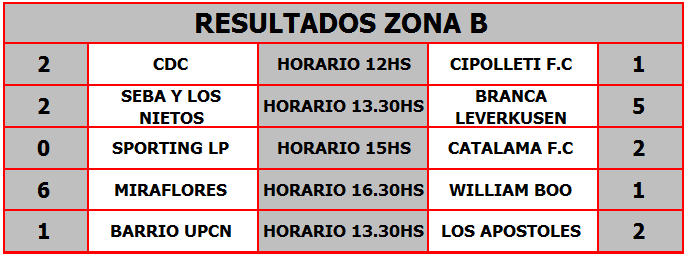 RESULTADOS ZONA B
2 CDC HORARIO 12HS CIPOLLETI F.C 1
2 SEBA Y LOS NIETOS HORARIO 13.30HS BRANCA LEVERKUSEN 5
0 SPORTING LP HORARIO 15HS CATALAMA F.C 2
6 MIRAFLORES HORARIO 16.30HS WILLIAM BOO 1
1 BARRIO UPCN HORARIO 13.30HS LOS APOSTOLES 2